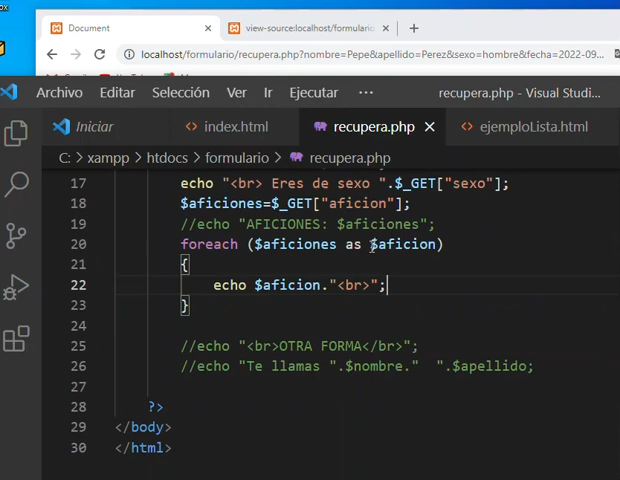 Document × view-source:localhost/formulario × +
localhost/formulario/recupera.php?nombre=Pepe&apellido=Perez&sexo=hombre&fecha=2022-09...
Archivo Editar Selección Ver Ir Ejecutar ··· recupera.php - Visual Studi...
Iniciar index.html recupera.php × ejemploLista.html
C: > xampp > htdocs > formulario > recupera.php
17 echo "<br> Eres de sexo ".$_GET["sexo"];
18 $aficiones=$_GET["aficion"];
19 //echo "AFICIONES: $aficiones";
20 foreach ($aficiones as $aficion)
21 {
22 echo $aficion."<br>";
23 }
24
25 //echo "<br>OTRA FORMA</br>";
26 //echo "Te llamas ".$nombre." ".$apellido;
27
28 ?>
29 </body>
30 </html>